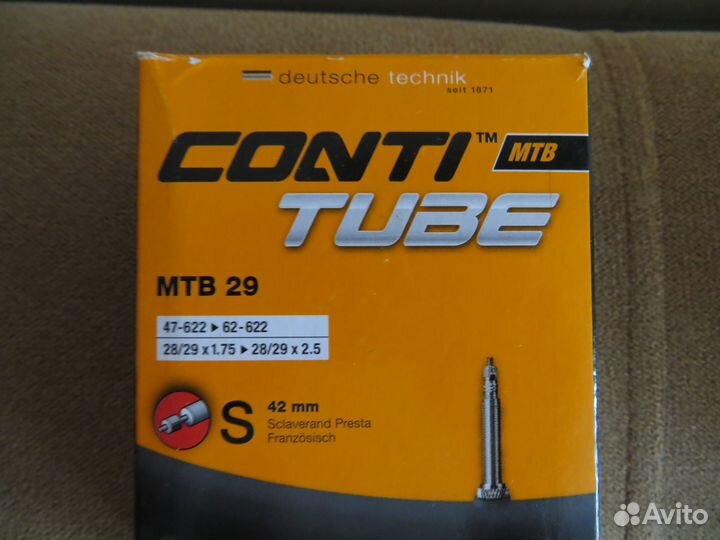 deutsche technik
seit 1871
CONTI™ MTB
TUBE
MTB 29
47-622 ▸ 62-622
28/29 x 1.75 ▸ 28/29 x 2.5
S 42 mm
Sclaverand Presta
Französisch
Avito